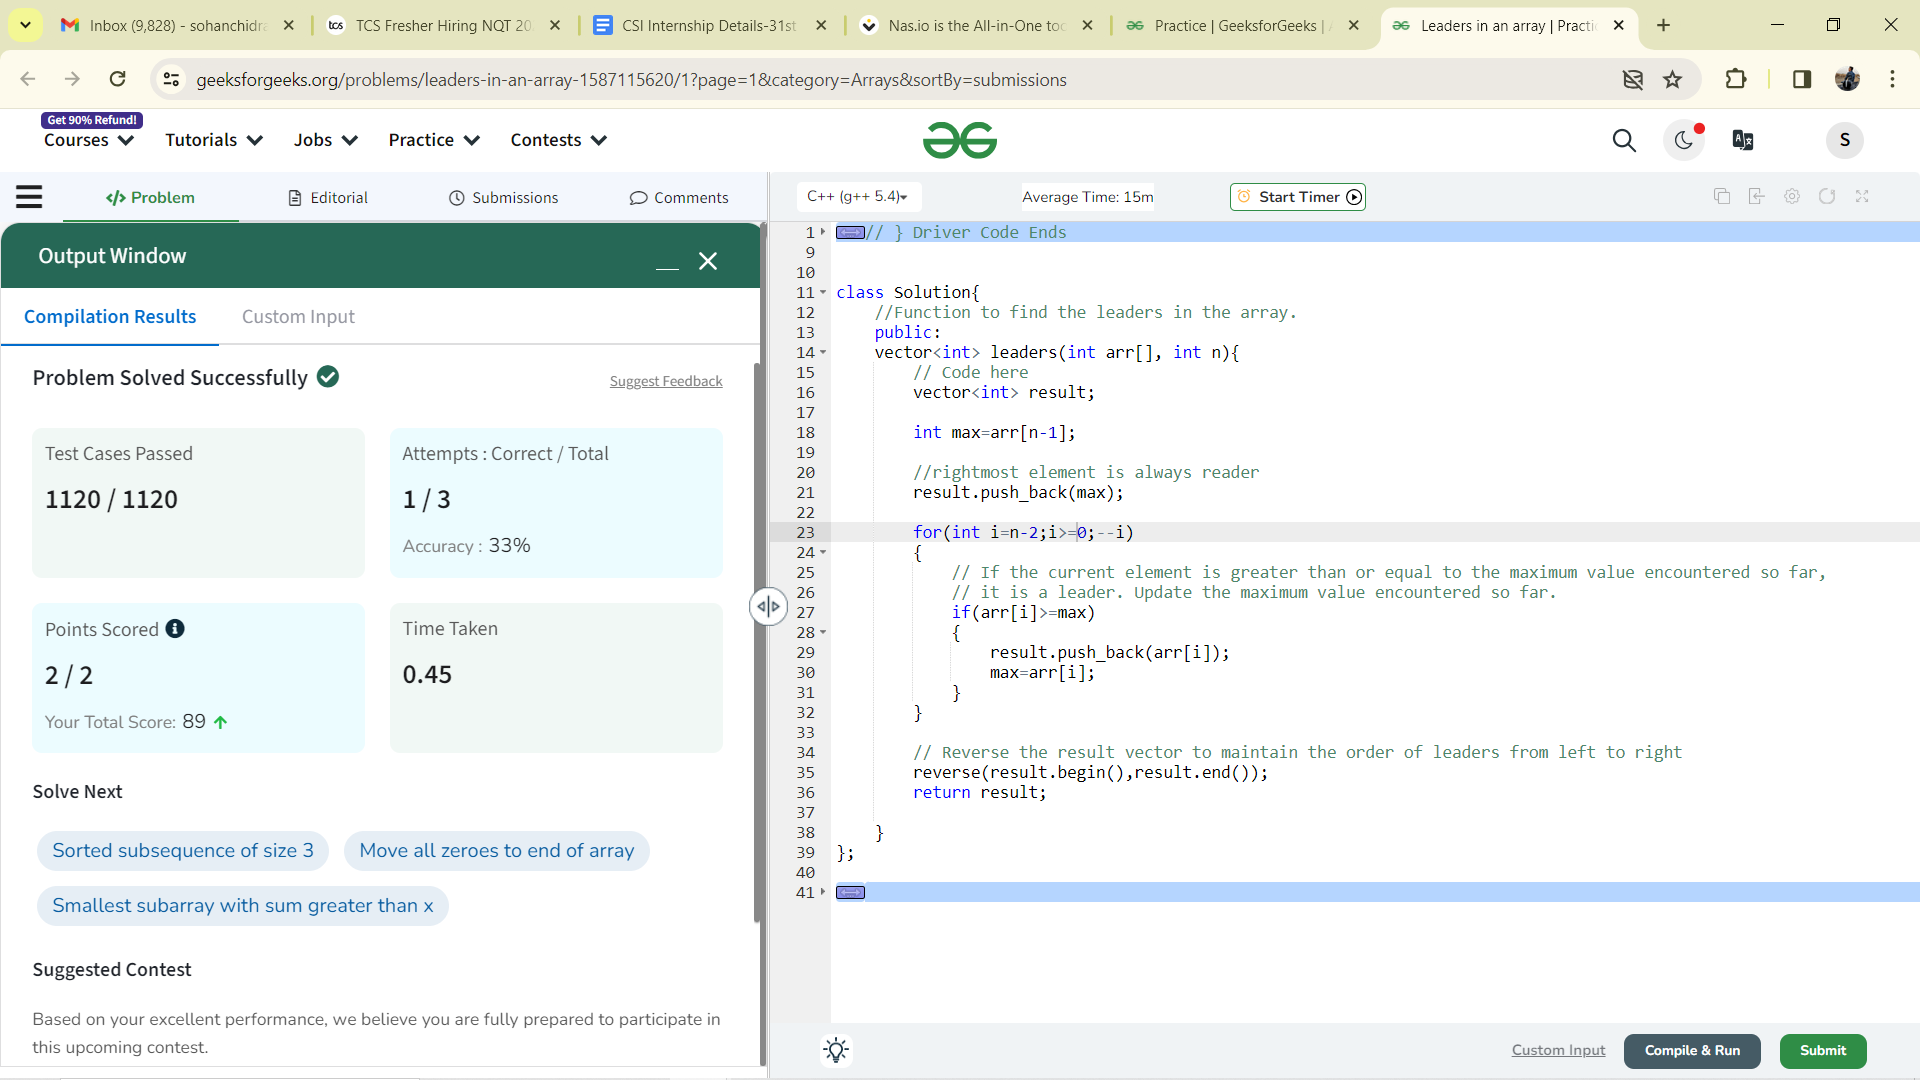 Inbox (9,828) - sohanchidra
TCS Fresher Hiring NQT 20
CSI Internship Details-31st
Nas.io is the All-in-One too
Practice | GeeksforGeeks | A
Leaders in an array | Practic
geeksforgeeks.org/problems/leaders-in-an-array-1587115620/1?page=1&category=Arrays&sortBy=submissions
Get 90% Refund!
Courses
Tutorials
Jobs
Practice
Contests
S
Problem
Editorial
Submissions
Comments
C++ (g++ 5.4)
Average Time: 15m
Start Timer
Output Window
Compilation Results
Custom Input
Problem Solved Successfully
Suggest Feedback
Test Cases Passed
1120 / 1120
Attempts : Correct / Total
1 / 3
Accuracy : 33%
Points Scored
2 / 2
Your Total Score: 89
Time Taken
0.45
Solve Next
Sorted subsequence of size 3
Move all zeroes to end of array
Smallest subarray with sum greater than x
Suggested Contest
Based on your excellent performance, we believe you are fully prepared to participate in
this upcoming contest.
1 // } Driver Code Ends
9
10
11 class Solution{
12 //Function to find the leaders in the array.
13 public:
14 vector<int> leaders(int arr[], int n){
15 // Code here
16 vector<int> result;
17
18 int max=arr[n-1];
19
20 //rightmost element is always reader
21 result.push_back(max);
22
23 for(int i=n-2;i>=0;--i)
24 {
25 // If the current element is greater than or equal to the maximum value encountered so far,
26 // it is a leader. Update the maximum value encountered so far.
27 if(arr[i]>=max)
28 {
29 result.push_back(arr[i]);
30 max=arr[i];
31 }
32 }
33
34 // Reverse the result vector to maintain the order of leaders from left to right
35 reverse(result.begin(),result.end());
36 return result;
37
38 }
39 };
40
41
Custom Input
Compile & Run
Submit